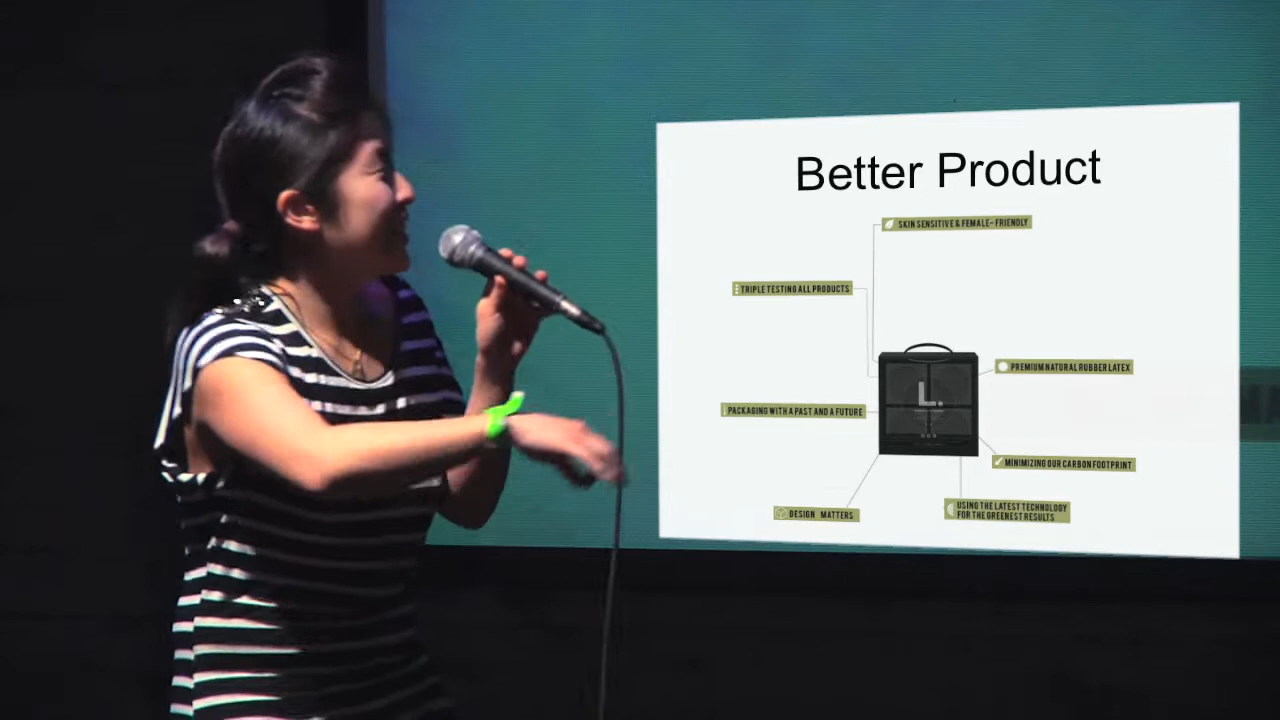 Better Product
SKIN SENSITIVE & FEMALE- FRIENDLY
TRIPLE TESTING ALL PRODUCTS
PREMIUM NATURAL RUBBER LATEX
L.
PACKAGING WITH A PAST AND A FUTURE
MINIMIZING OUR CARBON FOOTPRINT
DESIGN MATTERS
USING THE LATEST TECHNOLOGY
FOR THE GREENEST RESULTS